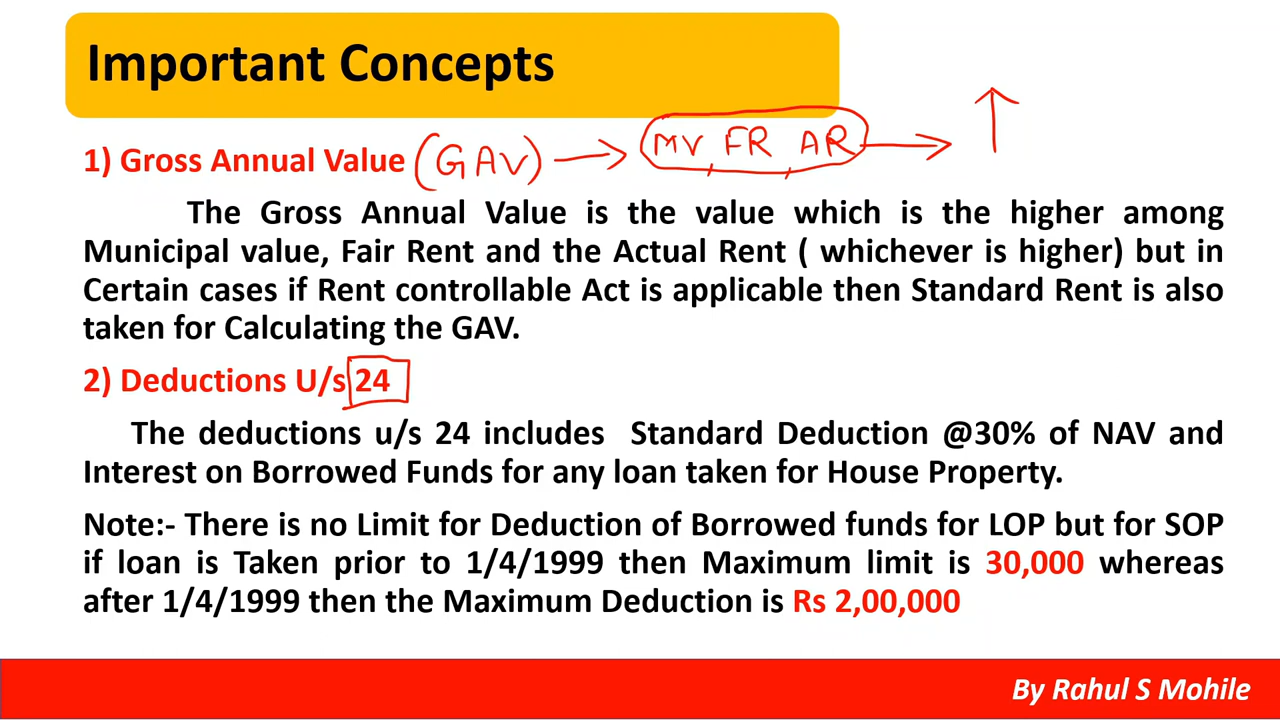 Important Concepts
1) Gross Annual Value (GAV) → MV, FR, AR → ↑
The Gross Annual Value is the value which is the higher among
Municipal value, Fair Rent and the Actual Rent ( whichever is higher) but in
Certain cases if Rent controllable Act is applicable then Standard Rent is also
taken for Calculating the GAV.
2) Deductions U/s 24
The deductions u/s 24 includes Standard Deduction @30% of NAV and
Interest on Borrowed Funds for any loan taken for House Property.
Note:- There is no Limit for Deduction of Borrowed funds for LOP but for SOP
if loan is Taken prior to 1/4/1999 then Maximum limit is 30,000 whereas
after 1/4/1999 then the Maximum Deduction is Rs 2,00,000
By Rahul S Mohile